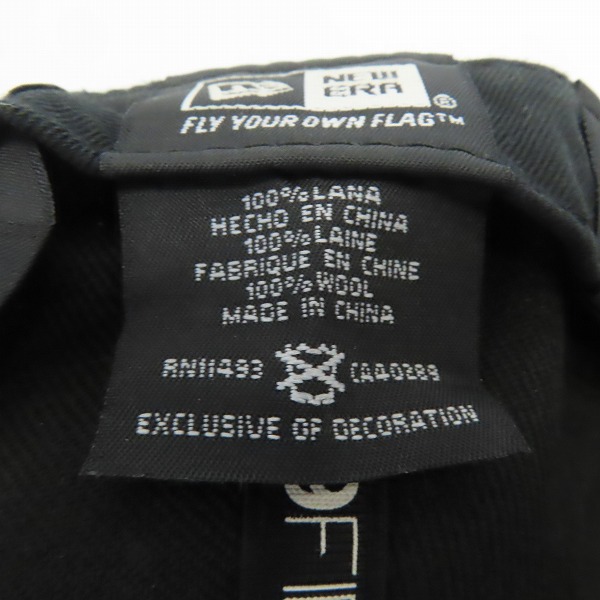 NEW ERA®
FLY YOUR OWN FLAG™
100% LANA
HECHO EN CHINA
100% LAINE
FABRIQUE EN CHINE
100% WOOL
MADE IN CHINA
RN11493 CA40289
EXCLUSIVE OF DECORATION